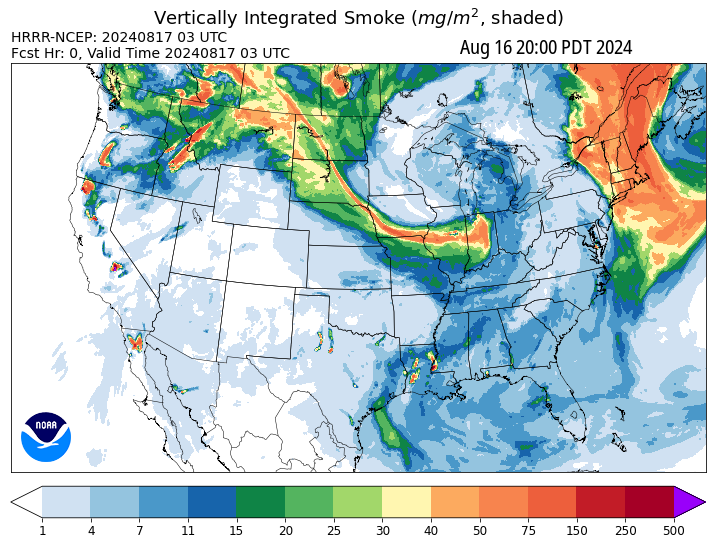 Vertically Integrated Smoke (mg/m², shaded)
HRRR-NCEP: 20240817 03 UTC
Fcst Hr: 0, Valid Time 20240817 03 UTC
Aug 16 20:00 PDT 2024
NOAA
1 4 7 11 15 20 25 30 40 50 75 150 250 500